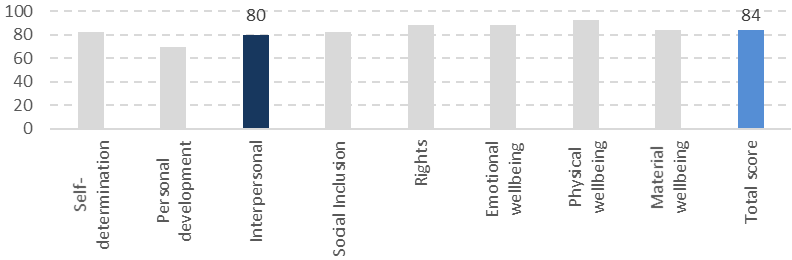 100
80
60
40
20
0
80
84
Self-
determination
Personal
development
Interpersonal
Social Inclusion
Rights
Emotional
wellbeing
Physical
wellbeing
Material
wellbeing
Total score